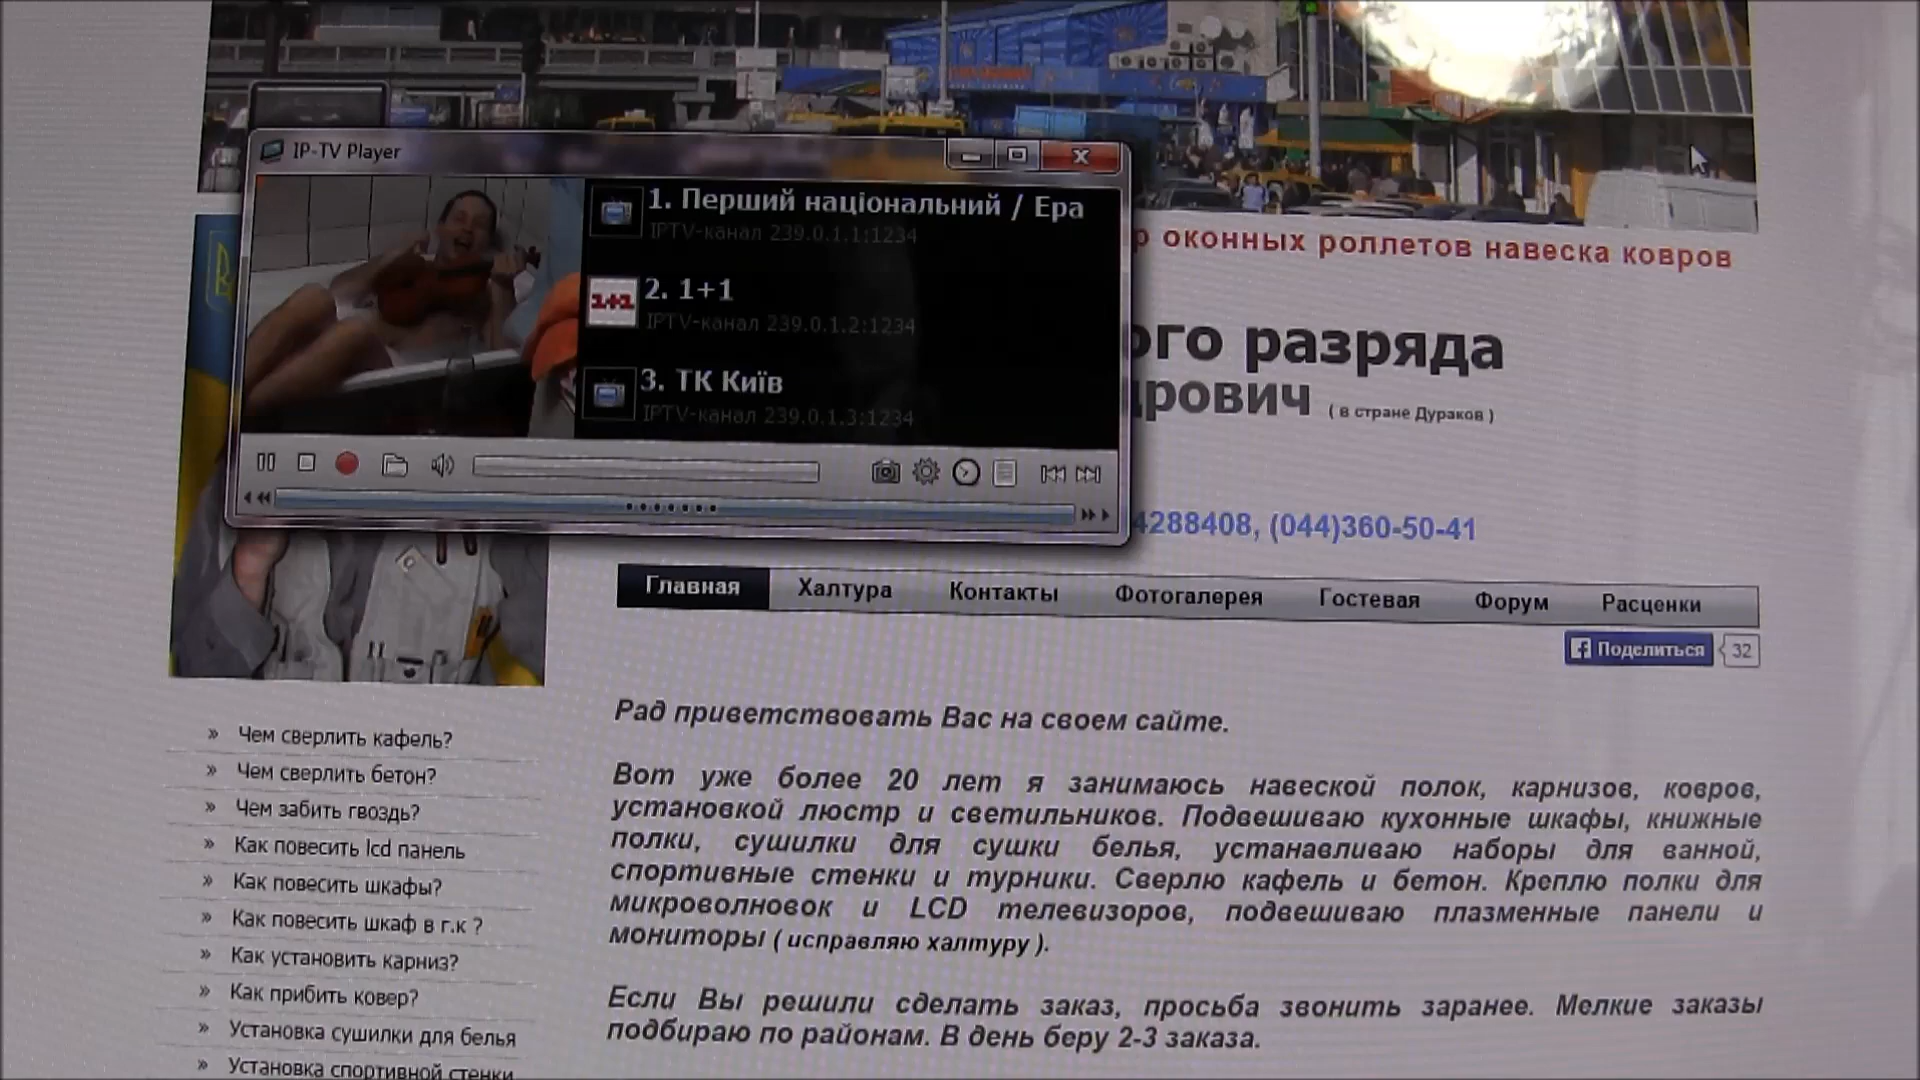 IP-TV Player
1. Перший національний / Ера
IPTV-канал 239.0.1.1:1234
1+1
2. 1+1
IPTV-канал 239.0.1.2:1234
3. ТК Київ
IPTV-канал 239.0.1.3:1234
оконных роллетов навеска ковров
ого разряда
дрович ( в стране Дураков )
4288408, (044)360-50-41
Главная Халтура Контакты Фотогалерея Гостевая Форум Расценки
Поделиться 32
» Чем сверлить кафель?
» Чем сверлить бетон?
» Чем забить гвоздь?
» Как повесить lcd панель
» Как повесить шкафы?
» Как повесить шкаф в г.к ?
» Как установить карниз?
» Как прибить ковер?
» Установка сушилки для белья
» Установка спортивной стенки
Рад приветствовать Вас на своем сайте.
Вот уже более 20 лет я занимаюсь навеской полок, карнизов, ковров,
установкой люстр и светильников. Подвешиваю кухонные шкафы, книжные
полки, сушилки для сушки белья, устанавливаю наборы для ванной,
спортивные стенки и турники. Сверлю кафель и бетон. Креплю полки для
микроволновок и LCD телевизоров, подвешиваю плазменные панели и
мониторы ( исправляю халтуру ).
Если Вы решили сделать заказ, просьба звонить заранее. Мелкие заказы
подбираю по районам. В день беру 2-3 заказа.